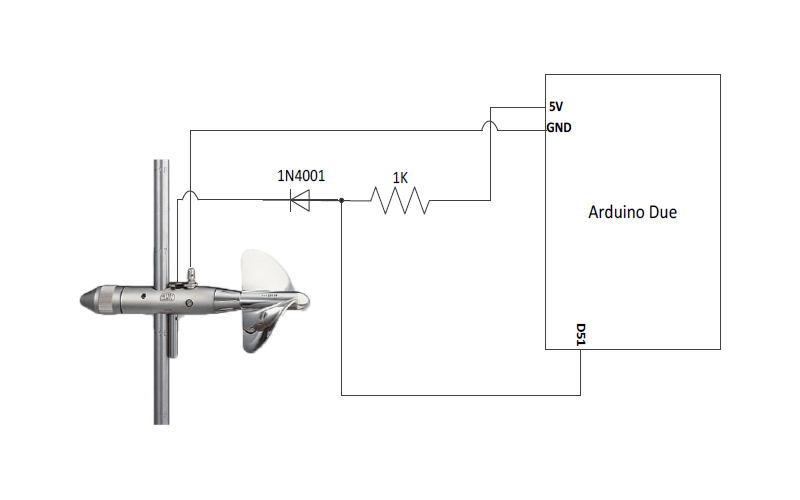 5V
GND
1N4001
1K
Arduino Due
D51